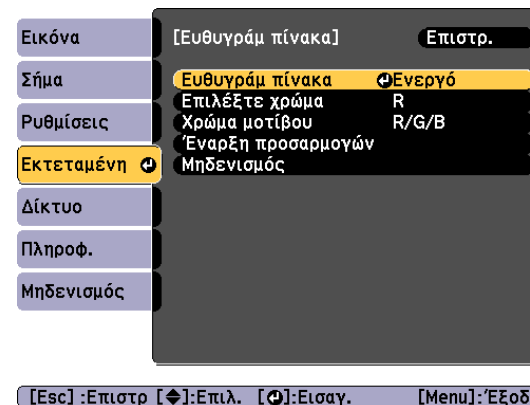 Εικόνα
Σήμα
Ρυθμίσεις
Εκτεταμένη
Δίκτυο
Πληροφ.
Μηδενισμός
[Ευθυγράμ πίνακα] Επιστρ.
Ευθυγράμ πίνακα Ενεργό
Επιλέξτε χρώμα R
Χρώμα μοτίβου R/G/B
Έναρξη προσαρμογών
Μηδενισμός
[Esc] :Επιστρ [◆]:Επιλ. [⏎]:Εισαγ. [Menu]:Έξοδ